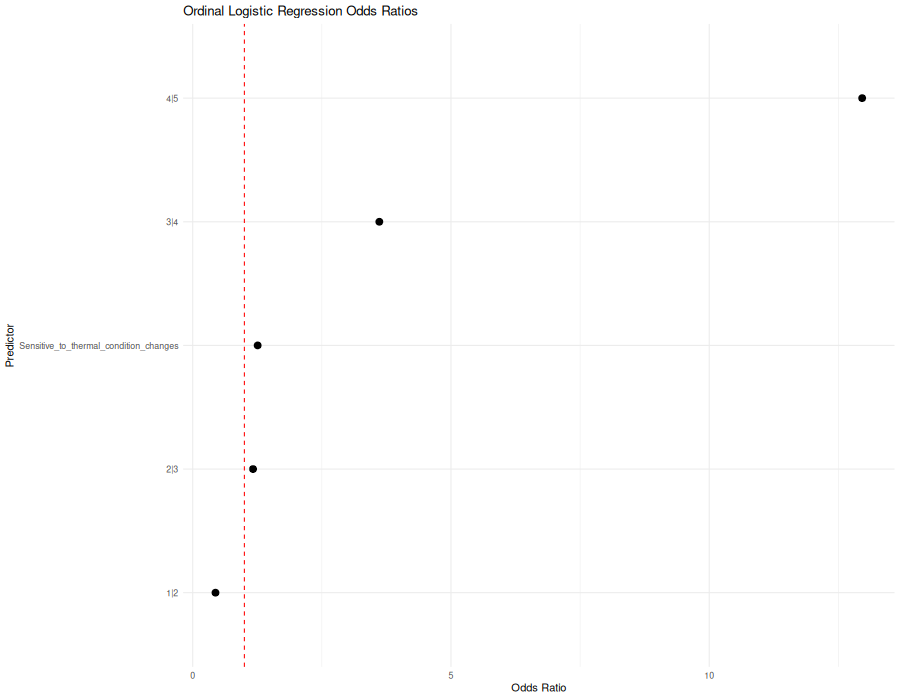 Ordinal Logistic Regression Odds Ratios
4|5
3|4
Sensitive_to_thermal_condition_changes
2|3
1|2
Predictor
0 5 10
Odds Ratio